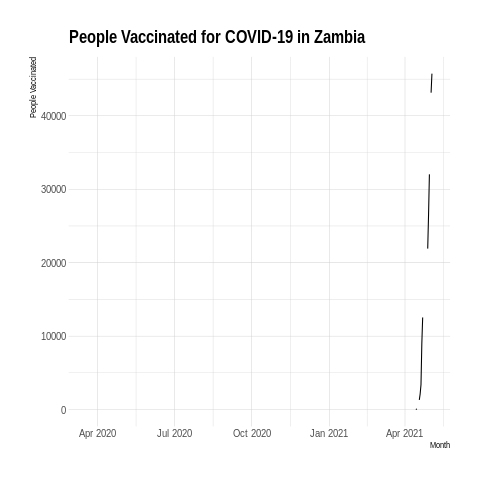 People Vaccinated for COVID-19 in Zambia
People Vaccinated
40000
30000
20000
10000
0
Apr 2020 Jul 2020 Oct 2020 Jan 2021 Apr 2021
Month